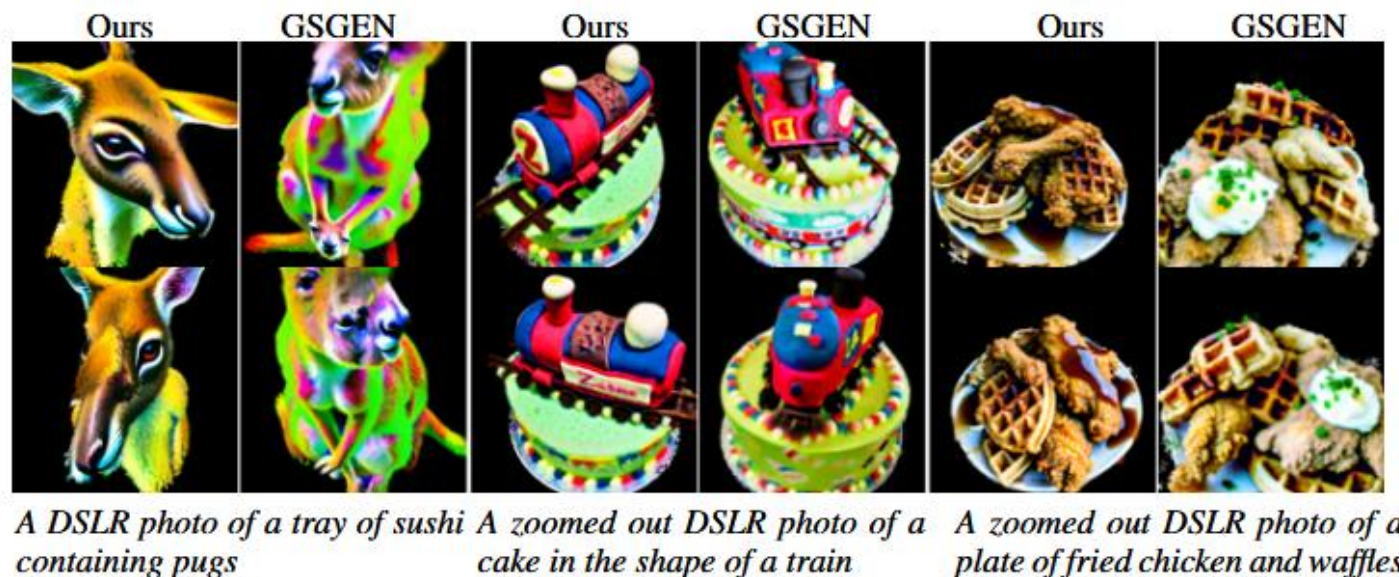 Ours GSGEN Ours GSGEN Ours GSGEN
A DSLR photo of a tray of sushi
containing pugs
A zoomed out DSLR photo of a
cake in the shape of a train
A zoomed out DSLR photo of a
plate of fried chicken and waffles